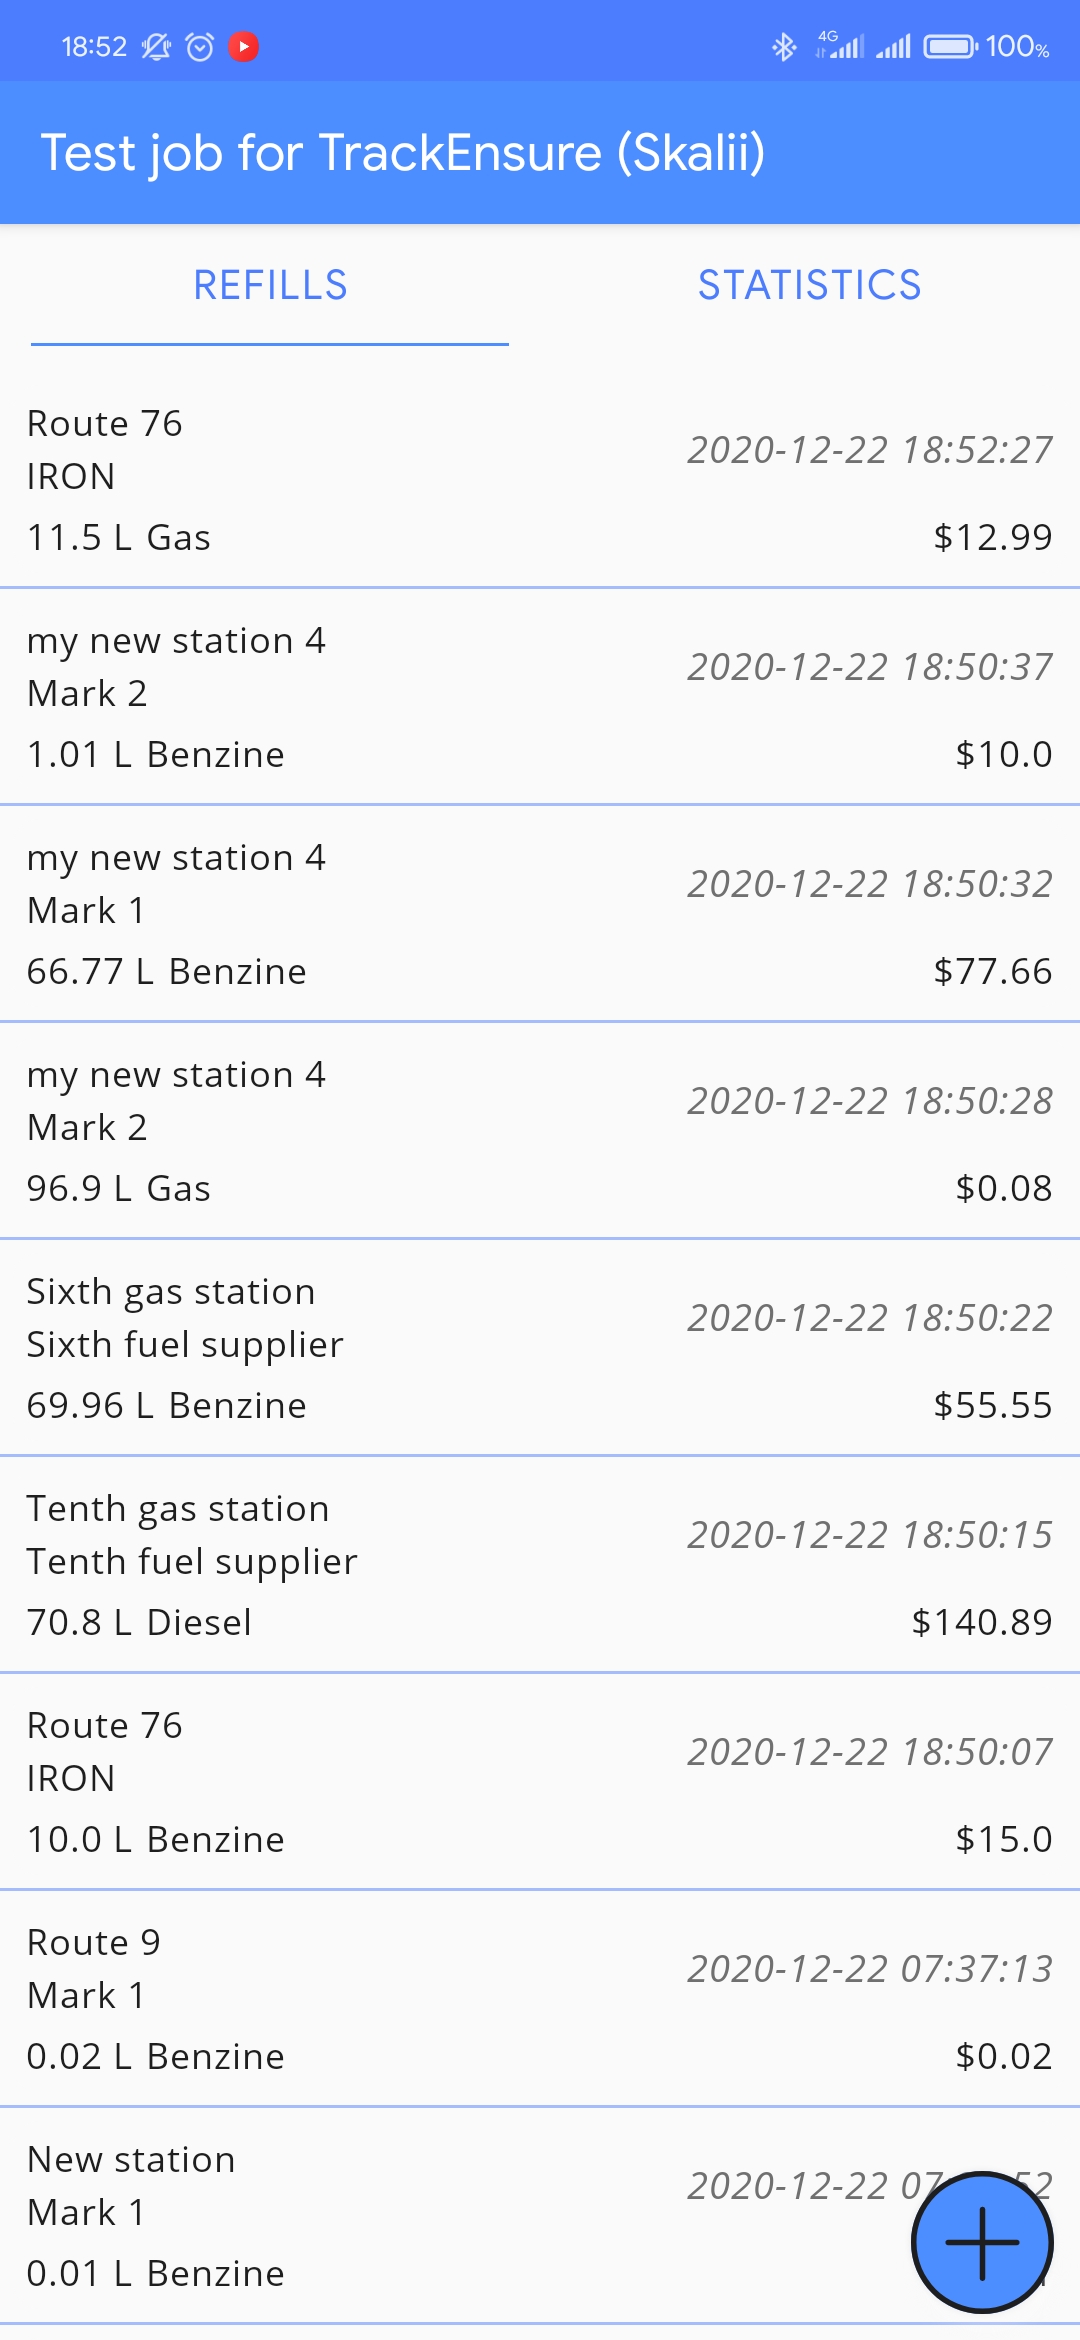 18:52 4G 100%
Test job for TrackEnsure (Skalii)
REFILLS STATISTICS
Route 76
IRON
2020-12-22 18:52:27
11.5 L Gas $12.99
my new station 4
Mark 2
2020-12-22 18:50:37
1.01 L Benzine $10.0
my new station 4
Mark 1
2020-12-22 18:50:32
66.77 L Benzine $77.66
my new station 4
Mark 2
2020-12-22 18:50:28
96.9 L Gas $0.08
Sixth gas station
Sixth fuel supplier
2020-12-22 18:50:22
69.96 L Benzine $55.55
Tenth gas station
Tenth fuel supplier
2020-12-22 18:50:15
70.8 L Diesel $140.89
Route 76
IRON
2020-12-22 18:50:07
10.0 L Benzine $15.0
Route 9
Mark 1
2020-12-22 07:37:13
0.02 L Benzine $0.02
New station
Mark 1
2020-12-22
0.01 L Benzine